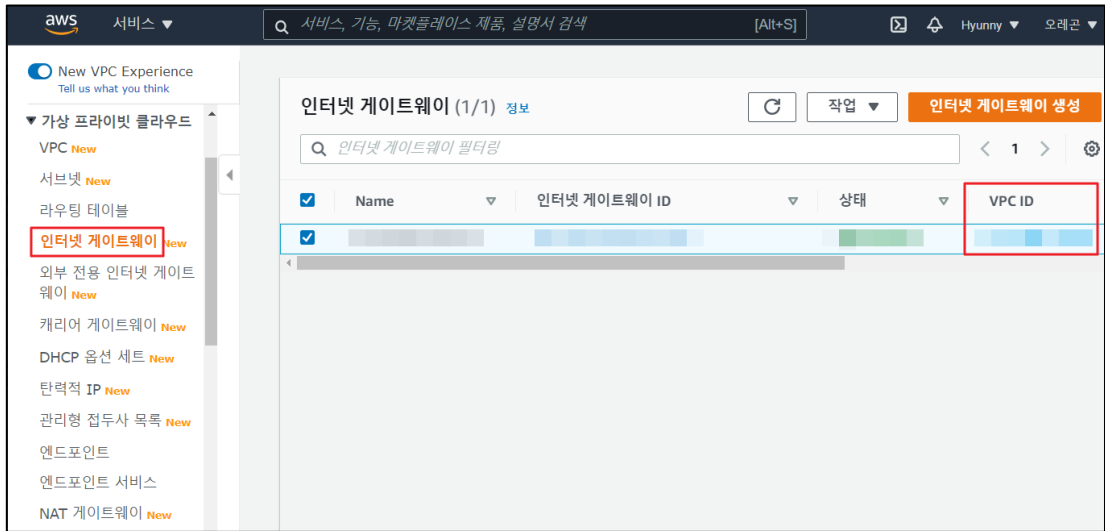 aws 서비스 ▼ 서비스, 기능, 마켓플레이스 제품, 설명서 검색 [Alt+S] Hyunny ▼ 오레곤 ▼
New VPC Experience
Tell us what you think
▼ 가상 프라이빗 클라우드
VPC New
서브넷 New
라우팅 테이블
인터넷 게이트웨이 New
외부 전용 인터넷 게이트
웨이 New
캐리어 게이트웨이 New
DHCP 옵션 세트 New
탄력적 IP New
관리형 접두사 목록 New
엔드포인트
엔드포인트 서비스
NAT 게이트웨이 New
인터넷 게이트웨이 (1/1) 정보 작업 ▼ 인터넷 게이트웨이 생성
인터넷 게이트웨이 필터링 < 1 >
Name 인터넷 게이트웨이 ID 상태 VPC ID